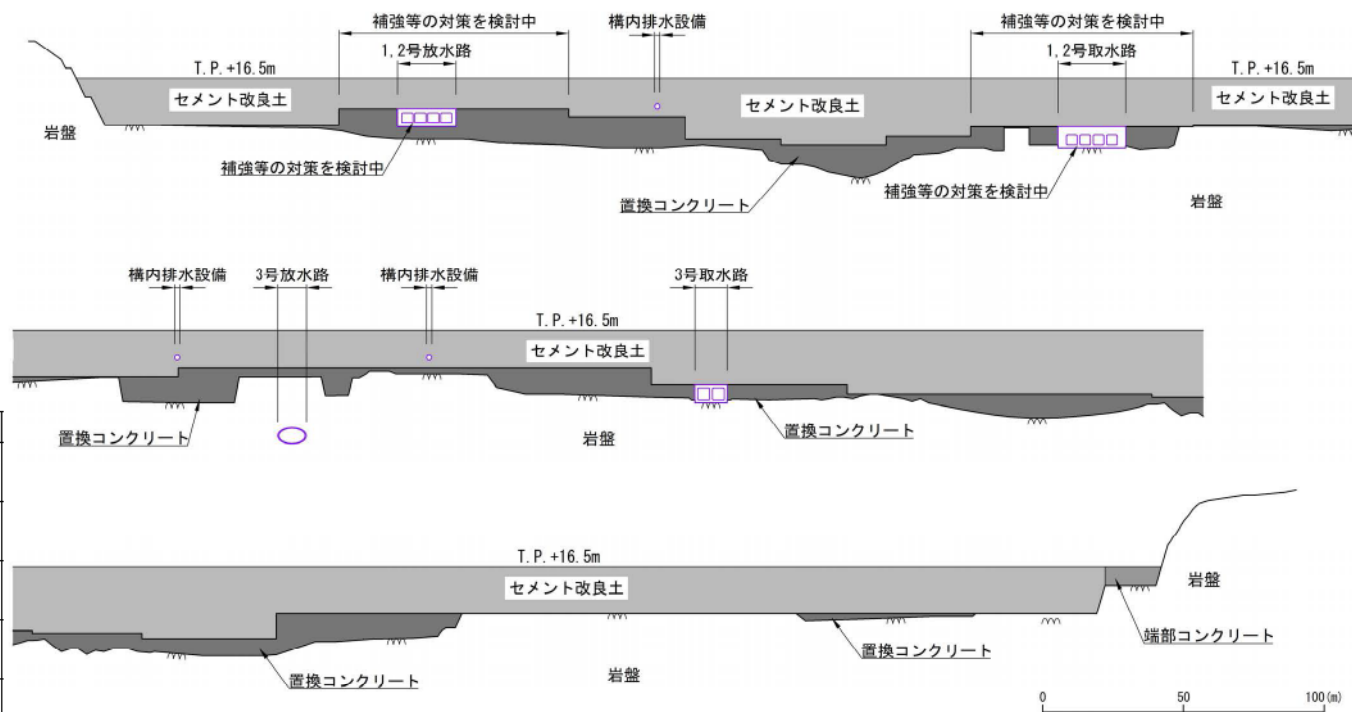 補強等の対策を検討中
構内排水設備
補強等の対策を検討中
1,2号放水路
1,2号取水路
T.P.+16.5m
T.P.+16.5m
セメント改良土
セメント改良土
セメント改良土
岩盤
補強等の対策を検討中
置換コンクリート
補強等の対策を検討中
岩盤
構内排水設備
3号放水路
構内排水設備
3号取水路
T.P.+16.5m
セメント改良土
置換コンクリート
岩盤
置換コンクリート
T.P.+16.5m
セメント改良土
岩盤
端部コンクリート
置換コンクリート
置換コンクリート
岩盤
0 50 100(m)